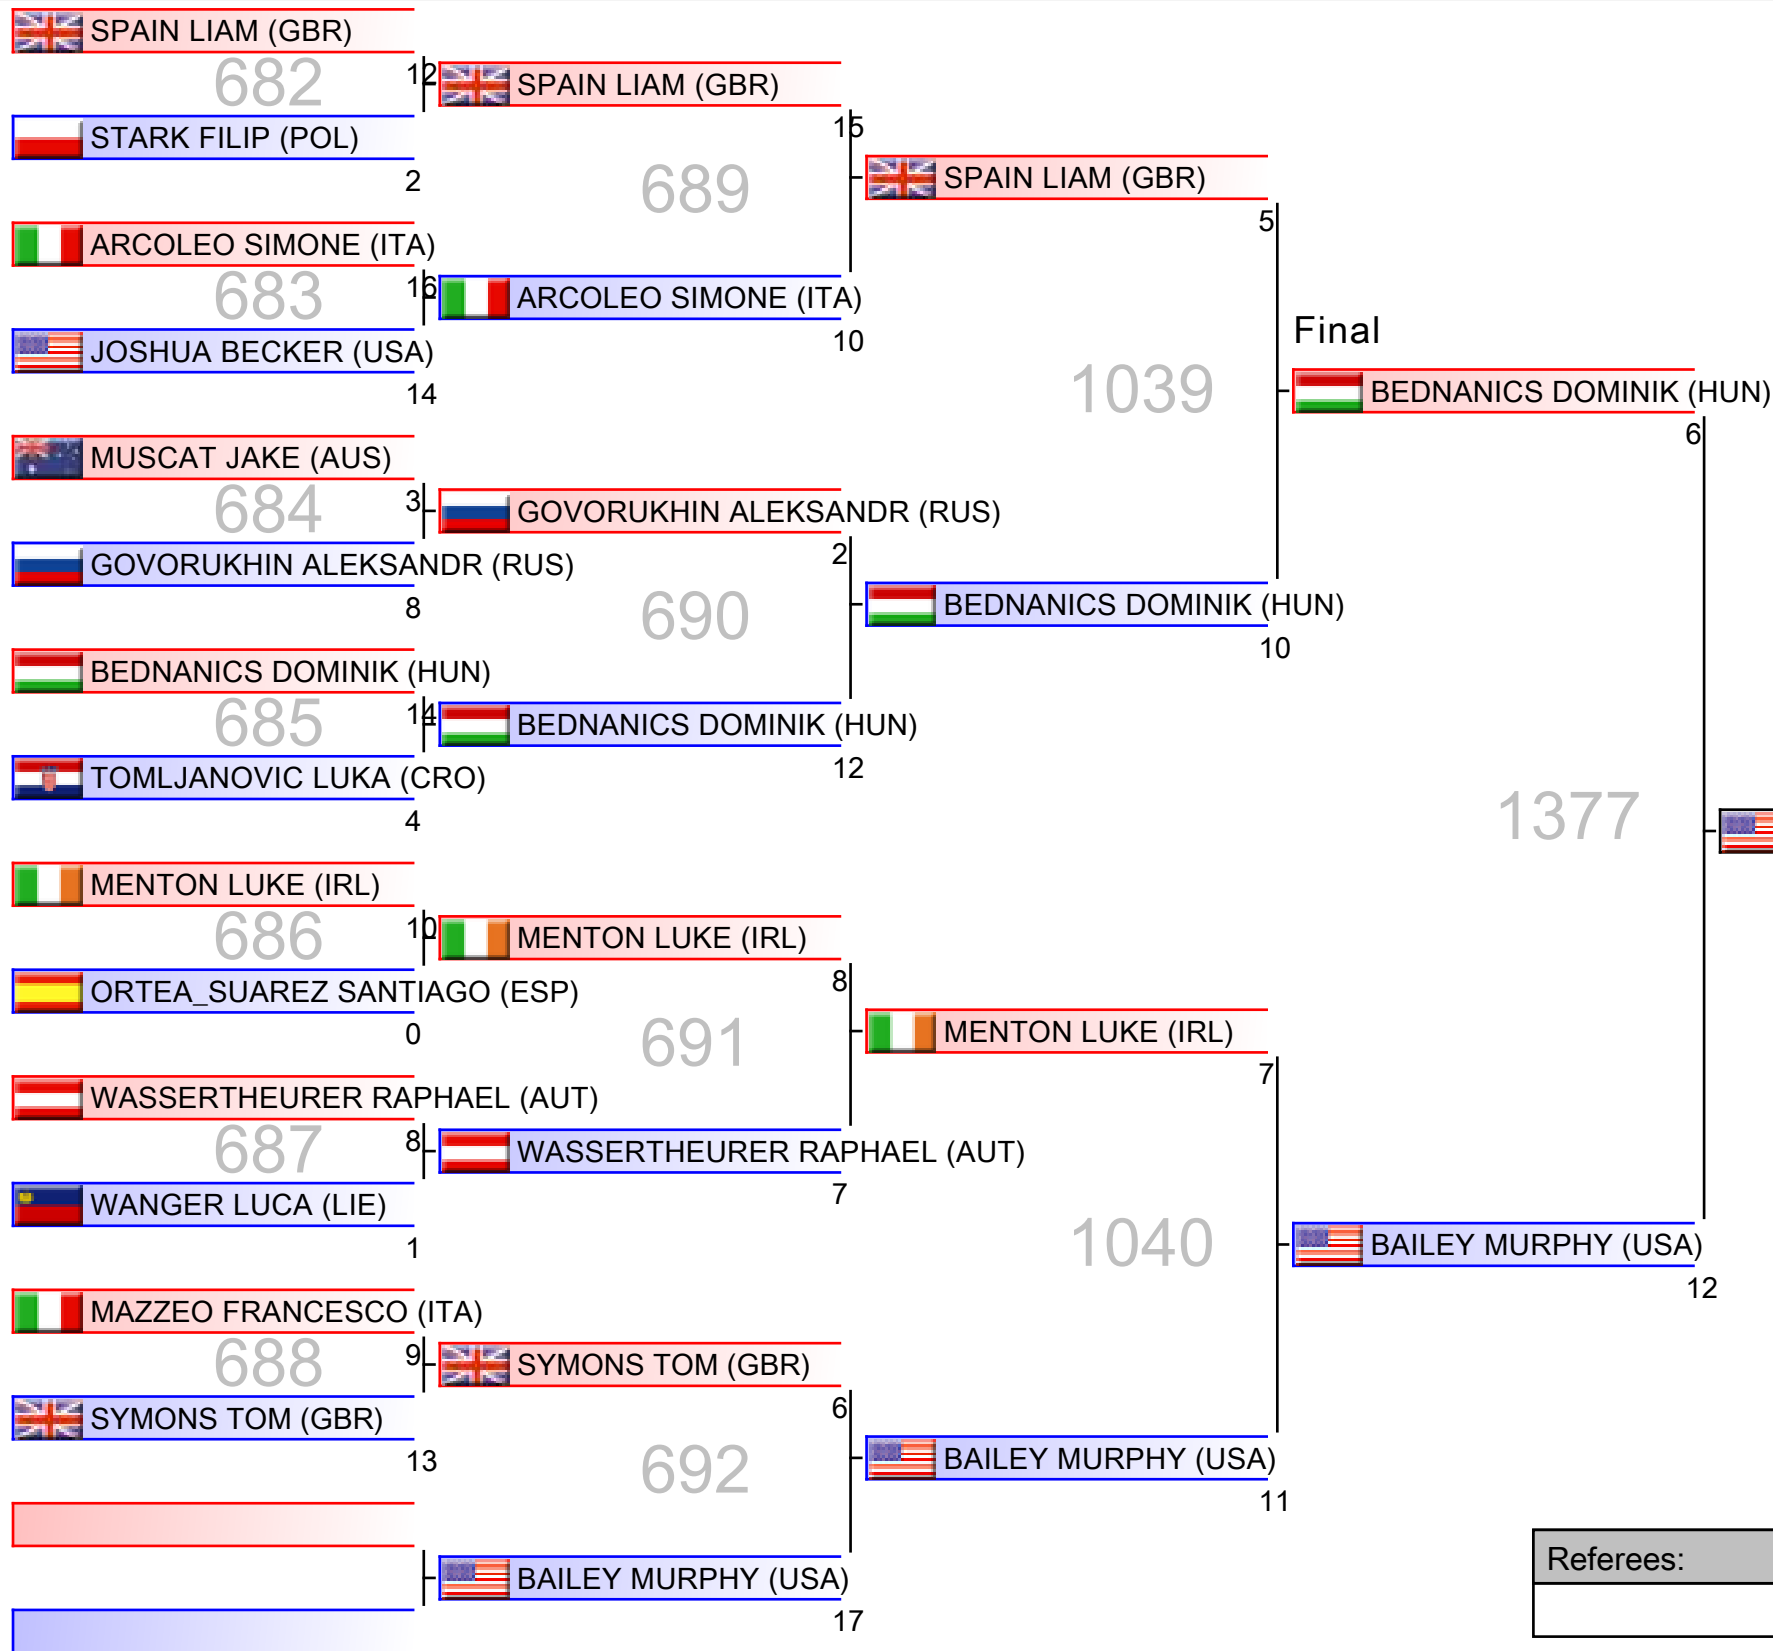 SPAIN LIAM (GBR)
682
12
STARK FILIP (POL)
2
ARCOLEO SIMONE (ITA)
683
16
JOSHUA BECKER (USA)
14
MUSCAT JAKE (AUS)
684
3
GOVORUKHIN ALEKSANDR (RUS)
8
BEDNANICS DOMINIK (HUN)
685
14
TOMLJANOVIC LUKA (CRO)
4
MENTON LUKE (IRL)
686
10
ORTEA_SUAREZ SANTIAGO (ESP)
0
WASSERTHEURER RAPHAEL (AUT)
687
8
WANGER LUCA (LIE)
1
MAZZEO FRANCESCO (ITA)
688
9
SYMONS TOM (GBR)
13
SPAIN LIAM (GBR)
15
689
ARCOLEO SIMONE (ITA)
10
GOVORUKHIN ALEKSANDR (RUS)
2
690
BEDNANICS DOMINIK (HUN)
12
MENTON LUKE (IRL)
8
691
WASSERTHEURER RAPHAEL (AUT)
7
SYMONS TOM (GBR)
6
692
BAILEY MURPHY (USA)
17
SPAIN LIAM (GBR)
5
1039
BEDNANICS DOMINIK (HUN)
10
MENTON LUKE (IRL)
7
1040
BAILEY MURPHY (USA)
11
Final
BEDNANICS DOMINIK (HUN)
6
1377
BAILEY MURPHY (USA)
12
Referees: